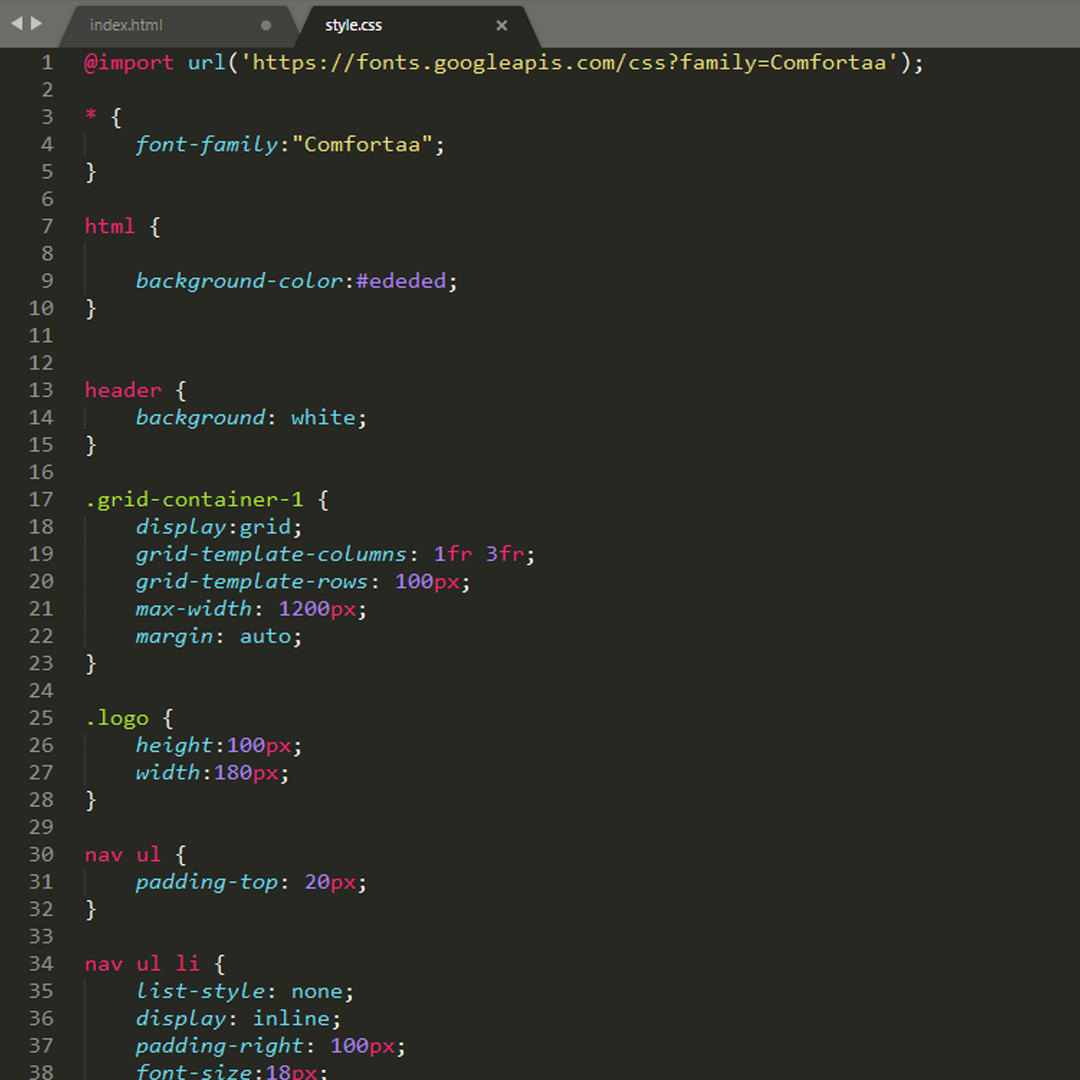 index.html
style.css
1 @import url('https://fonts.googleapis.com/css?family=Comfortaa');
2
3 * {
4 font-family:"Comfortaa";
5 }
6
7 html {
8
9 background-color:#ededed;
10 }
11
12
13 header {
14 background: white;
15 }
16
17 .grid-container-1 {
18 display:grid;
19 grid-template-columns: 1fr 3fr;
20 grid-template-rows: 100px;
21 max-width: 1200px;
22 margin: auto;
23 }
24
25 .logo {
26 height:100px;
27 width:180px;
28 }
29
30 nav ul {
31 padding-top: 20px;
32 }
33
34 nav ul li {
35 list-style: none;
36 display: inline;
37 padding-right: 100px;
38 font-size:18px;